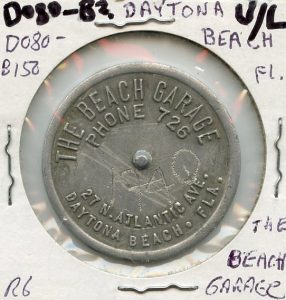 D080-B2 DAYTONA U/L
D080-
B150
BEACH
FL.
THE BEACH GARAGE
PHONE 726
27 N. ATLANTIC AVE.
DAYTONA BEACH, FLA.
R6
THE
BEACH
GARAGE